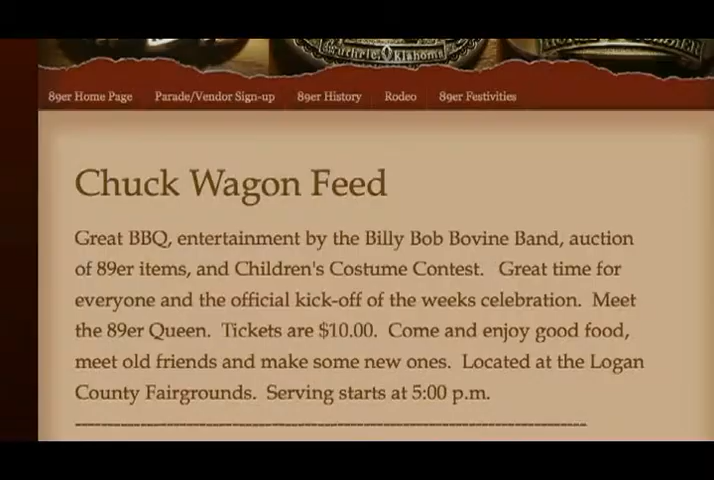 Guthrie Oklahoma
89er Home Page Parade/Vendor Sign-up 89er History Rodeo 89er Festivities
Chuck Wagon Feed
Great BBQ, entertainment by the Billy Bob Bovine Band, auction
of 89er items, and Children's Costume Contest. Great time for
everyone and the official kick-off of the weeks celebration. Meet
the 89er Queen. Tickets are $10.00. Come and enjoy good food,
meet old friends and make some new ones. Located at the Logan
County Fairgrounds. Serving starts at 5:00 p.m.